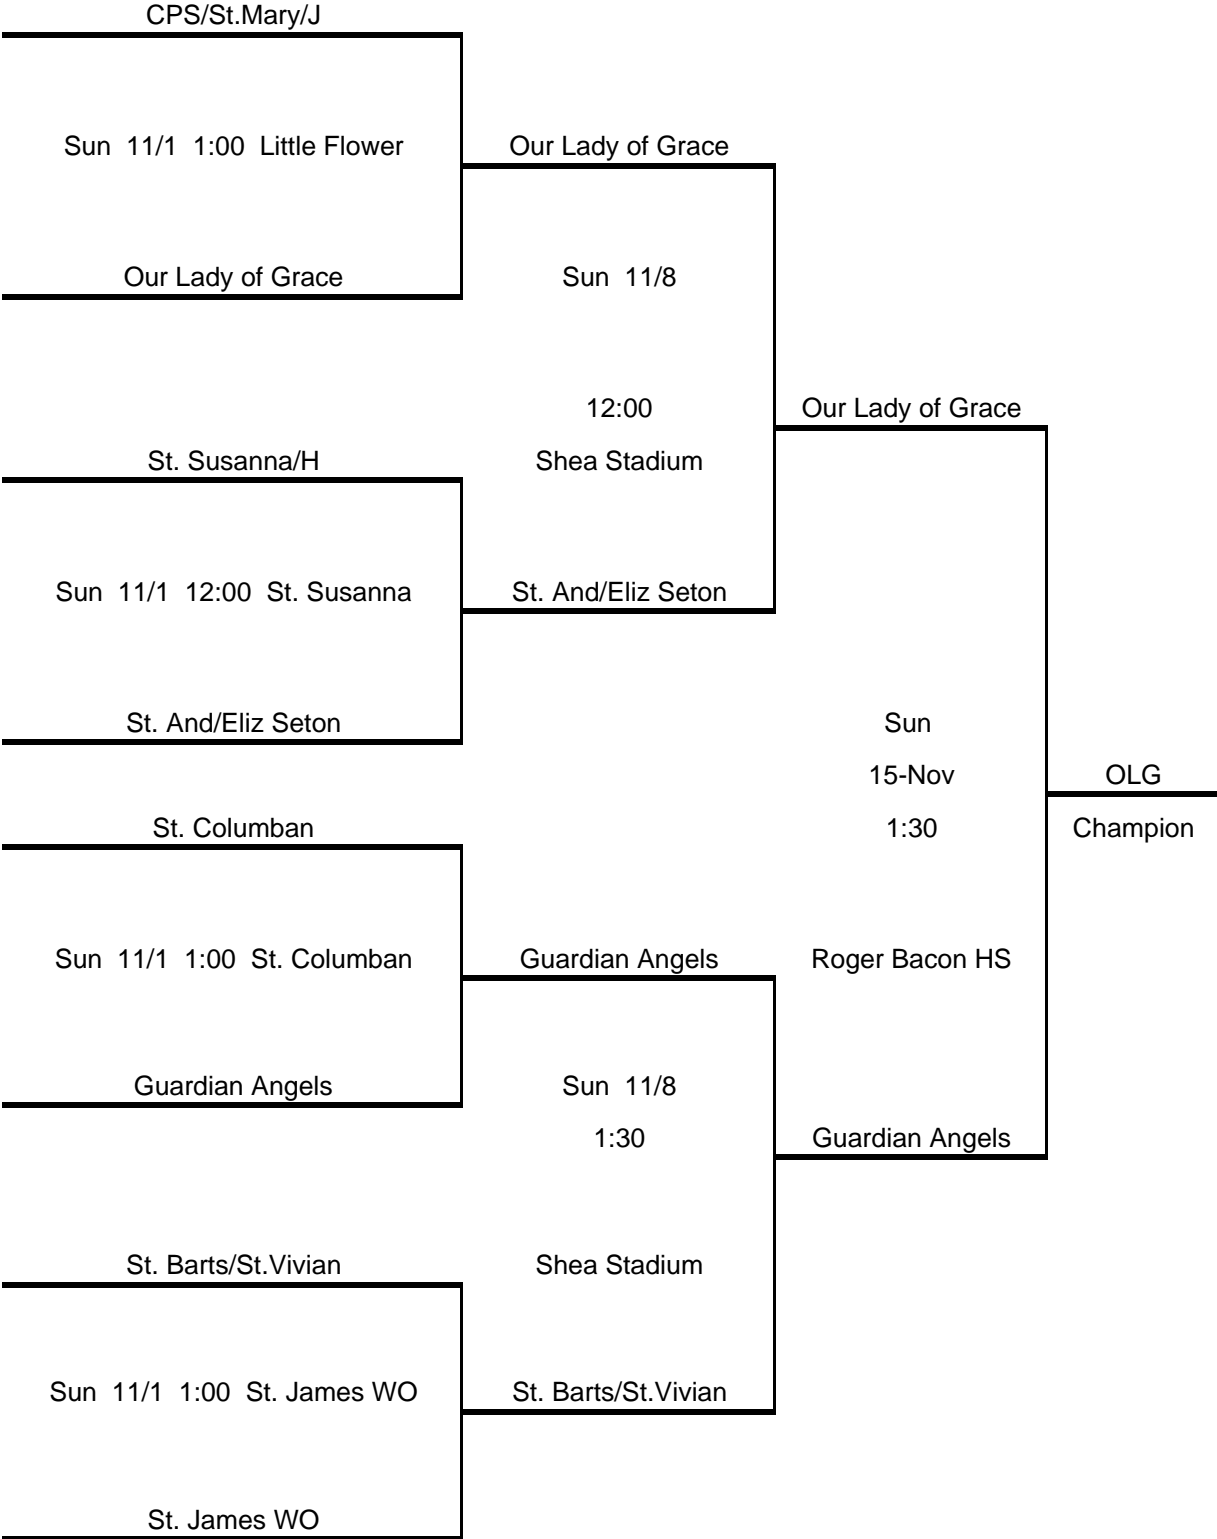 CPS/St.Mary/J
Sun 11/1 1:00 Little Flower
Our Lady of Grace
Our Lady of Grace
Sun 11/8
12:00
Our Lady of Grace
St. Susanna/H
Shea Stadium
Sun 11/1 12:00 St. Susanna
St. And/Eliz Seton
St. And/Eliz Seton
Sun
15-Nov
OLG
St. Columban
1:30
Champion
Sun 11/1 1:00 St. Columban
Guardian Angels
Roger Bacon HS
Guardian Angels
Sun 11/8
1:30
Guardian Angels
St. Barts/St.Vivian
Shea Stadium
Sun 11/1 1:00 St. James WO
St. Barts/St.Vivian
St. James WO